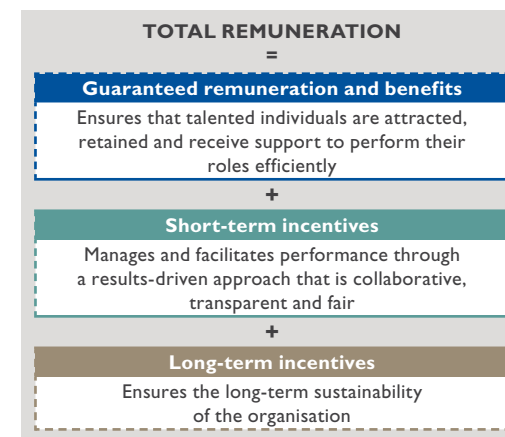 TOTAL REMUNERATION
=
Guaranteed remuneration and benefits
Ensures that talented individuals are attracted,
retained and receive support to perform their
roles efficiently
+
Short-term incentives
Manages and facilitates performance through
a results-driven approach that is collaborative,
transparent and fair
+
Long-term incentives
Ensures the long-term sustainability
of the organisation